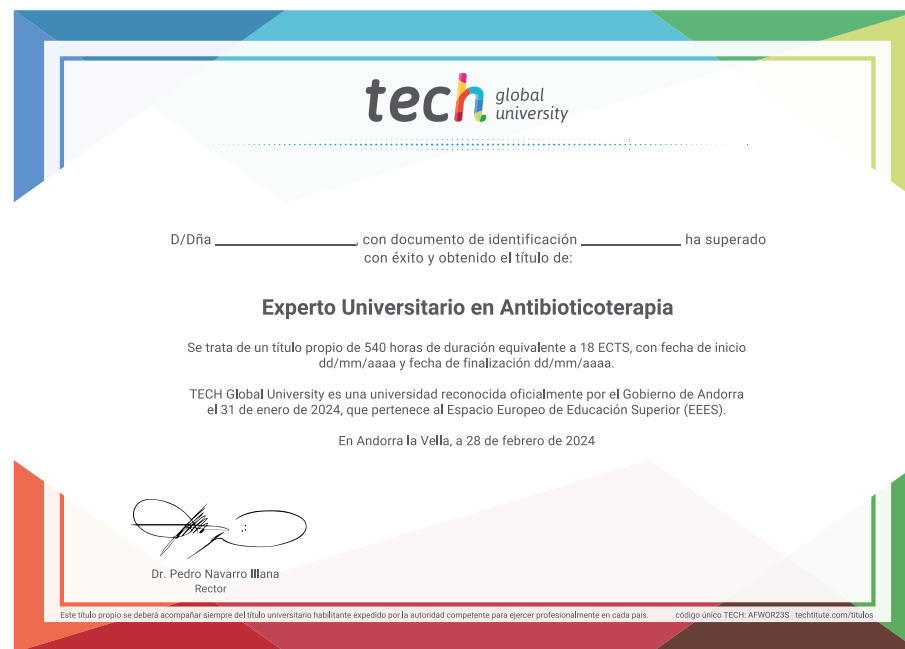 tech global university
D/Dña ____________________, con documento de identificación ______________ ha superado
con éxito y obtenido el título de:
Experto Universitario en Antibioticoterapia
Se trata de un título propio de 540 horas de duración equivalente a 18 ECTS, con fecha de inicio
dd/mm/aaaa y fecha de finalización dd/mm/aaaa.
TECH Global University es una universidad reconocida oficialmente por el Gobierno de Andorra
el 31 de enero de 2024, que pertenece al Espacio Europeo de Educación Superior (EEES).
En Andorra la Vella, a 28 de febrero de 2024
Dr. Pedro Navarro Illana
Rector
Este título propio se deberá acompañar siempre del título universitario habilitante expedido por la autoridad competente para ejercer profesionalmente en cada país. código único TECH: AFWOR23S techtitute.com/titulos